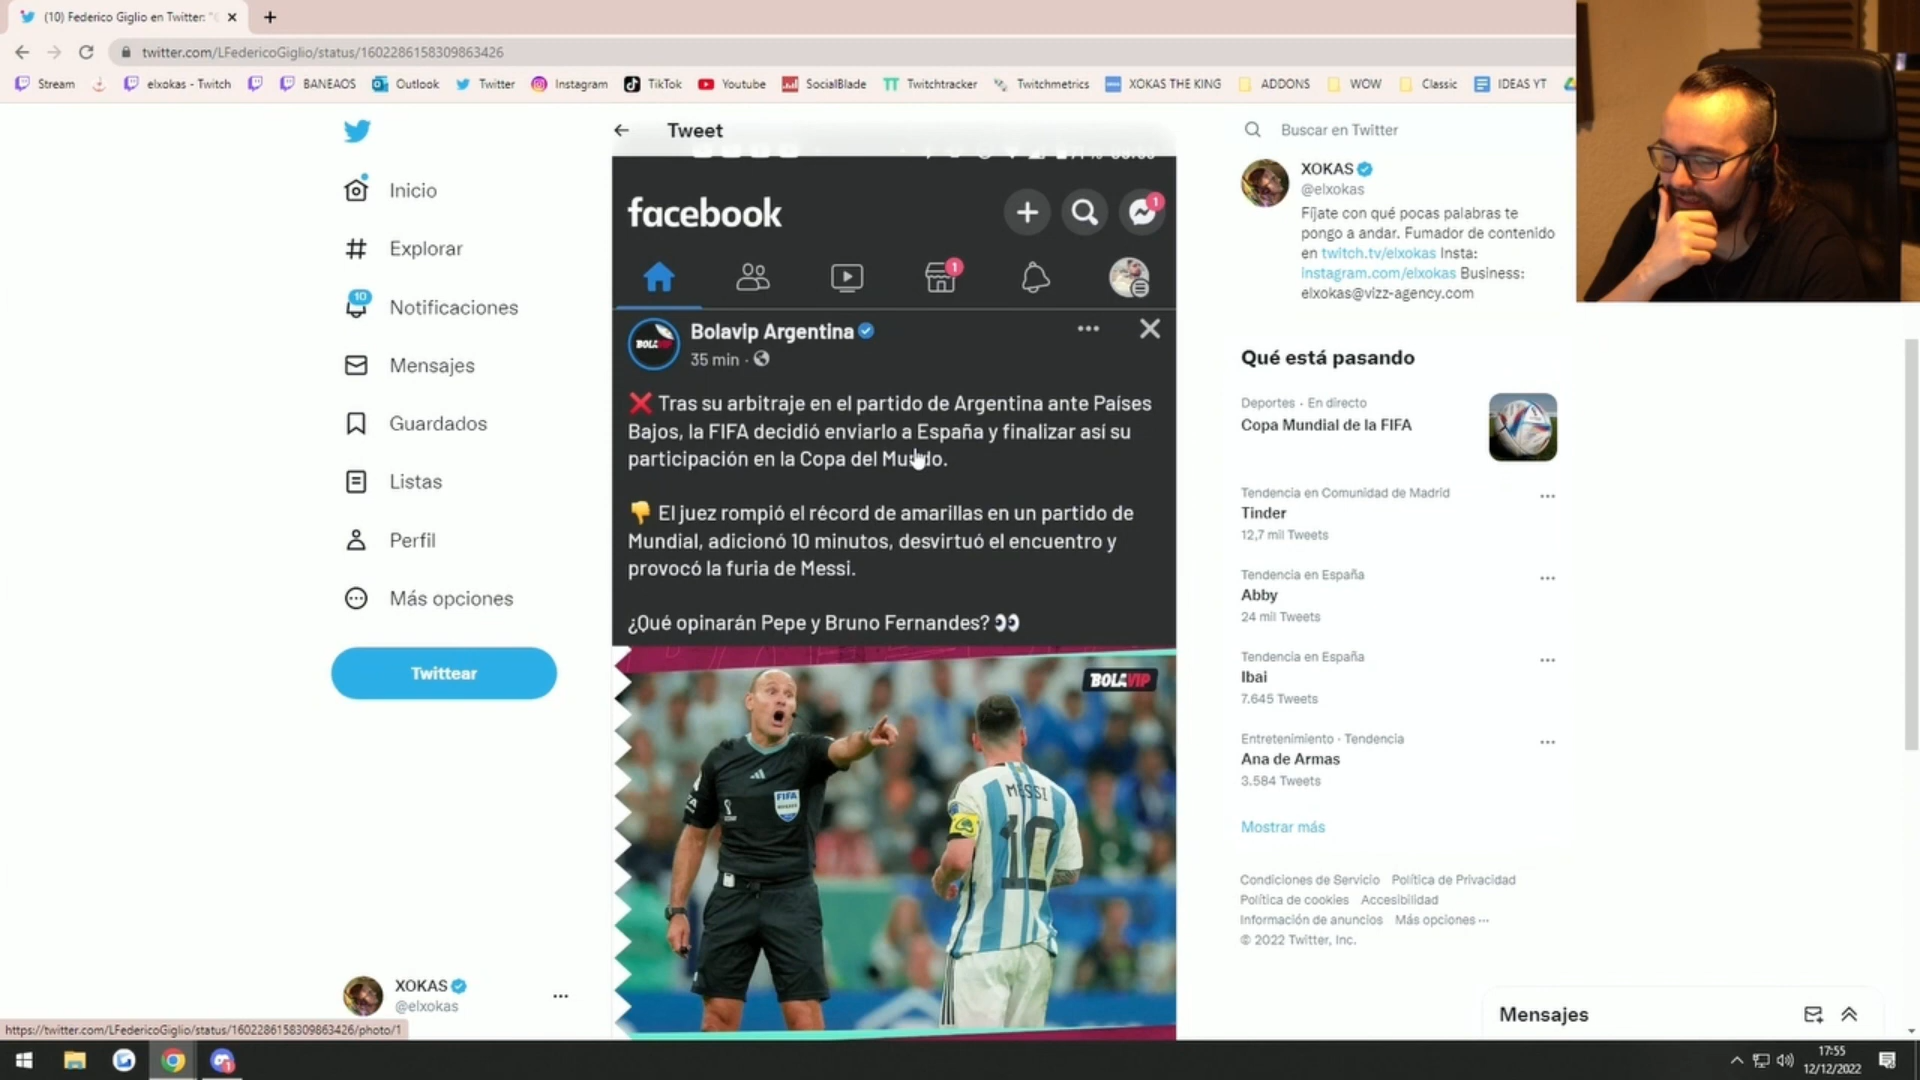 (10) Federico Giglio en Twitter: "
twitter.com/LFedericoGiglio/status/1602286158309863426
Stream
elxokas - Twitch
BANEAOS
Outlook
Twitter
Instagram
TikTok
Youtube
SocialBlade
Twitchtracker
Twitchmetrics
XOKAS THE KING
ADDONS
WOW
Classic
IDEAS YT
Inicio
Explorar
10
Notificaciones
Mensajes
Guardados
Listas
Perfil
Más opciones
Twittear
XOKAS
@elxokas
Tweet
facebook
1
1
Bolavip Argentina
35 min ·
❌ Tras su arbitraje en el partido de Argentina ante Países
Bajos, la FIFA decidió enviarlo a España y finalizar así su
participación en la Copa del Mundo.
👎 El juez rompió el récord de amarillas en un partido de
Mundial, adicionó 10 minutos, desvirtuó el encuentro y
provocó la furia de Messi.
¿Qué opinarán Pepe y Bruno Fernandes? 👀
BOLAVIP
BOLAVIP
FIFA
MESSI
10
Buscar en Twitter
XOKAS
@elxokas
Fíjate con qué pocas palabras te
pongo a andar. Fumador de contenido
en twitch.tv/elxokas Insta:
instagram.com/elxokas Business:
elxokas@vizz-agency.com
Qué está pasando
Deportes · En directo
Copa Mundial de la FIFA
Tendencia en Comunidad de Madrid
Tinder
12,7 mil Tweets
Tendencia en España
Abby
24 mil Tweets
Tendencia en España
Ibai
7.645 Tweets
Entretenimiento · Tendencia
Ana de Armas
3.584 Tweets
Mostrar más
Condiciones de Servicio Política de Privacidad
Política de cookies Accesibilidad
Información de anuncios Más opciones ···
© 2022 Twitter, Inc.
Mensajes
https://twitter.com/LFedericoGiglio/status/1602286158309863426/photo/1
17:55
12/12/2022